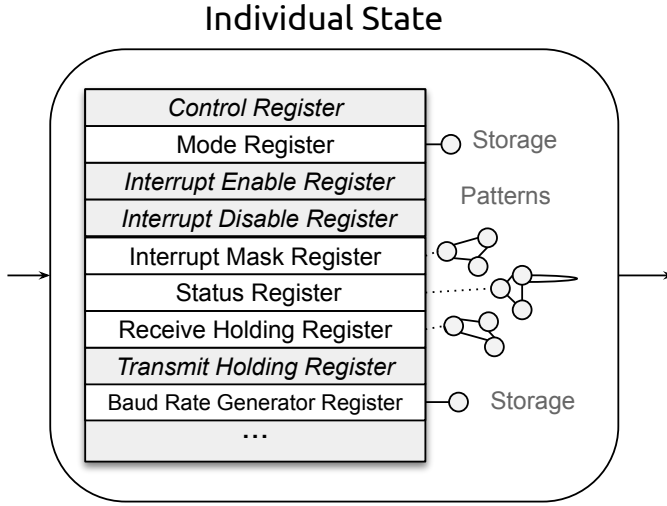 Individual State
Control Register
Mode Register
Storage
Interrupt Enable Register
Patterns
Interrupt Disable Register
Interrupt Mask Register
Status Register
Receive Holding Register
Transmit Holding Register
Baud Rate Generator Register
Storage
...